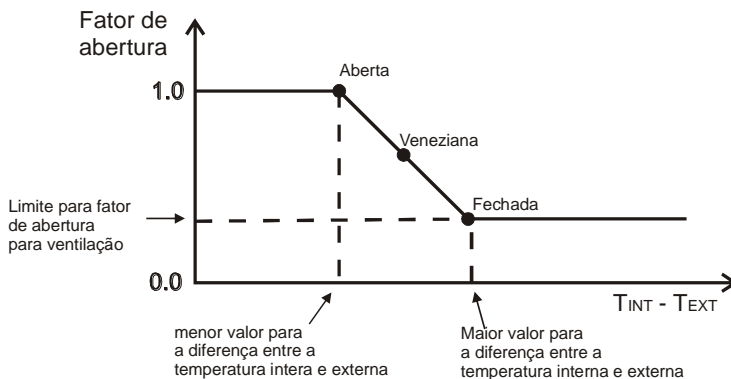 Fator de
abertura
1.0
Aberta
Veneziana
Fechada
Limite para fator
de abertura
para ventilação
0.0
TINT - TEXT
menor valor para
a diferença entre a
temperatura intera e externa
Maior valor para
a diferença entre a
temperatura interna e externa